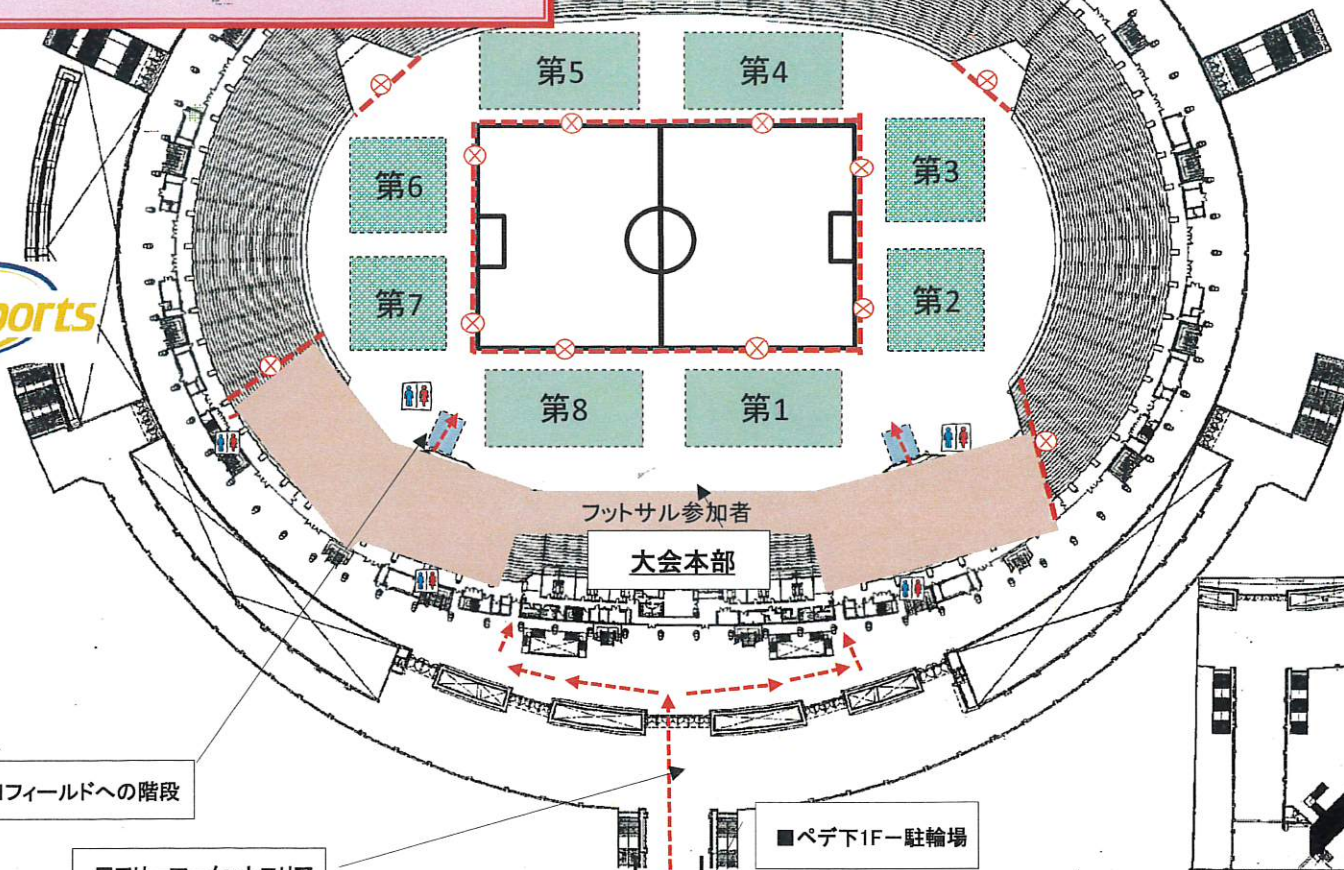 第5
第4
第6
第3
第7
第2
第8
第1
フットサル参加者
大会本部
フィールドへの階段
■ペデ下1Fー駐輪場